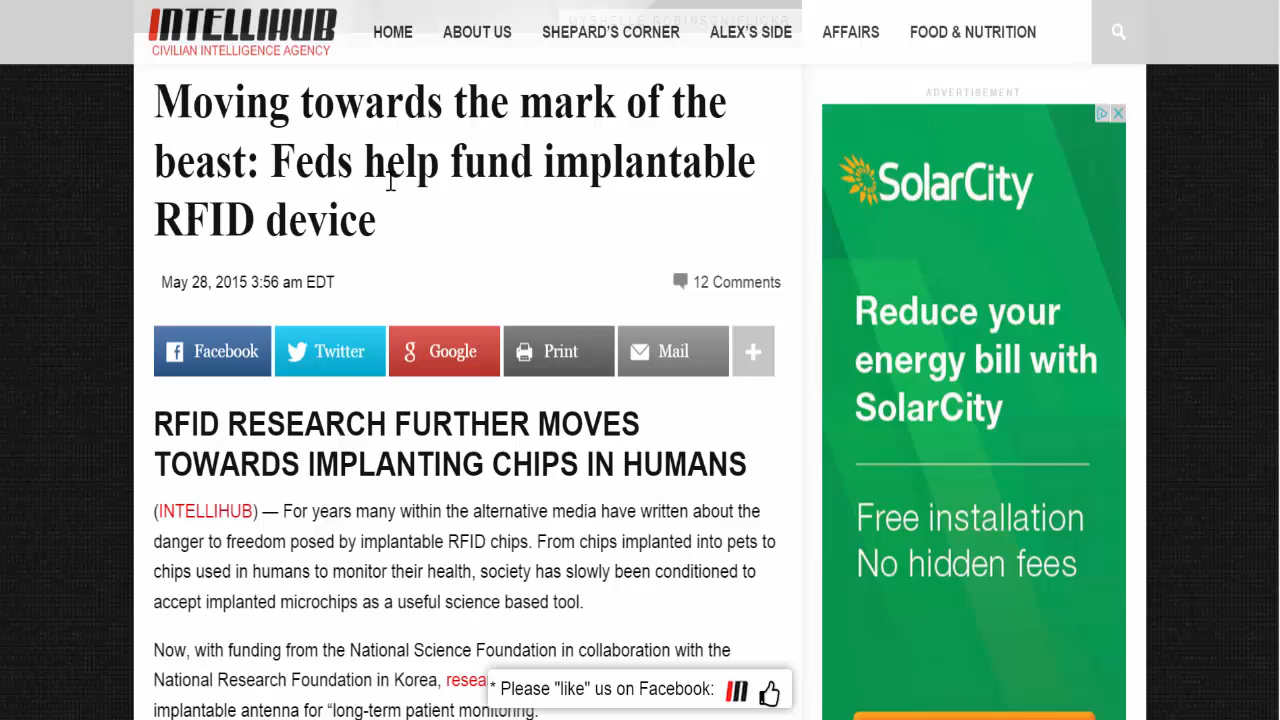 INTELLIHUB
CIVILIAN INTELLIGENCE AGENCY
HOME ABOUT US SHEPARD'S CORNER ALEX'S SIDE AFFAIRS FOOD & NUTRITION
Moving towards the mark of the
beast: Feds help fund implantable
RFID device
May 28, 2015 3:56 am EDT
12 Comments
Facebook Twitter Google Print Mail
RFID RESEARCH FURTHER MOVES
TOWARDS IMPLANTING CHIPS IN HUMANS
(INTELLIHUB) — For years many within the alternative media have written about the
danger to freedom posed by implantable RFID chips. From chips implanted into pets to
chips used in humans to monitor their health, society has slowly been conditioned to
accept implanted microchips as a useful science based tool.
Now, with funding from the National Science Foundation in collaboration with the
National Research Foundation in Korea,
implantable antenna for “long-term patient monitoring.
* Please "like" us on Facebook:
ADVERTISEMENT
SolarCity
Reduce your
energy bill with
SolarCity
Free installation
No hidden fees